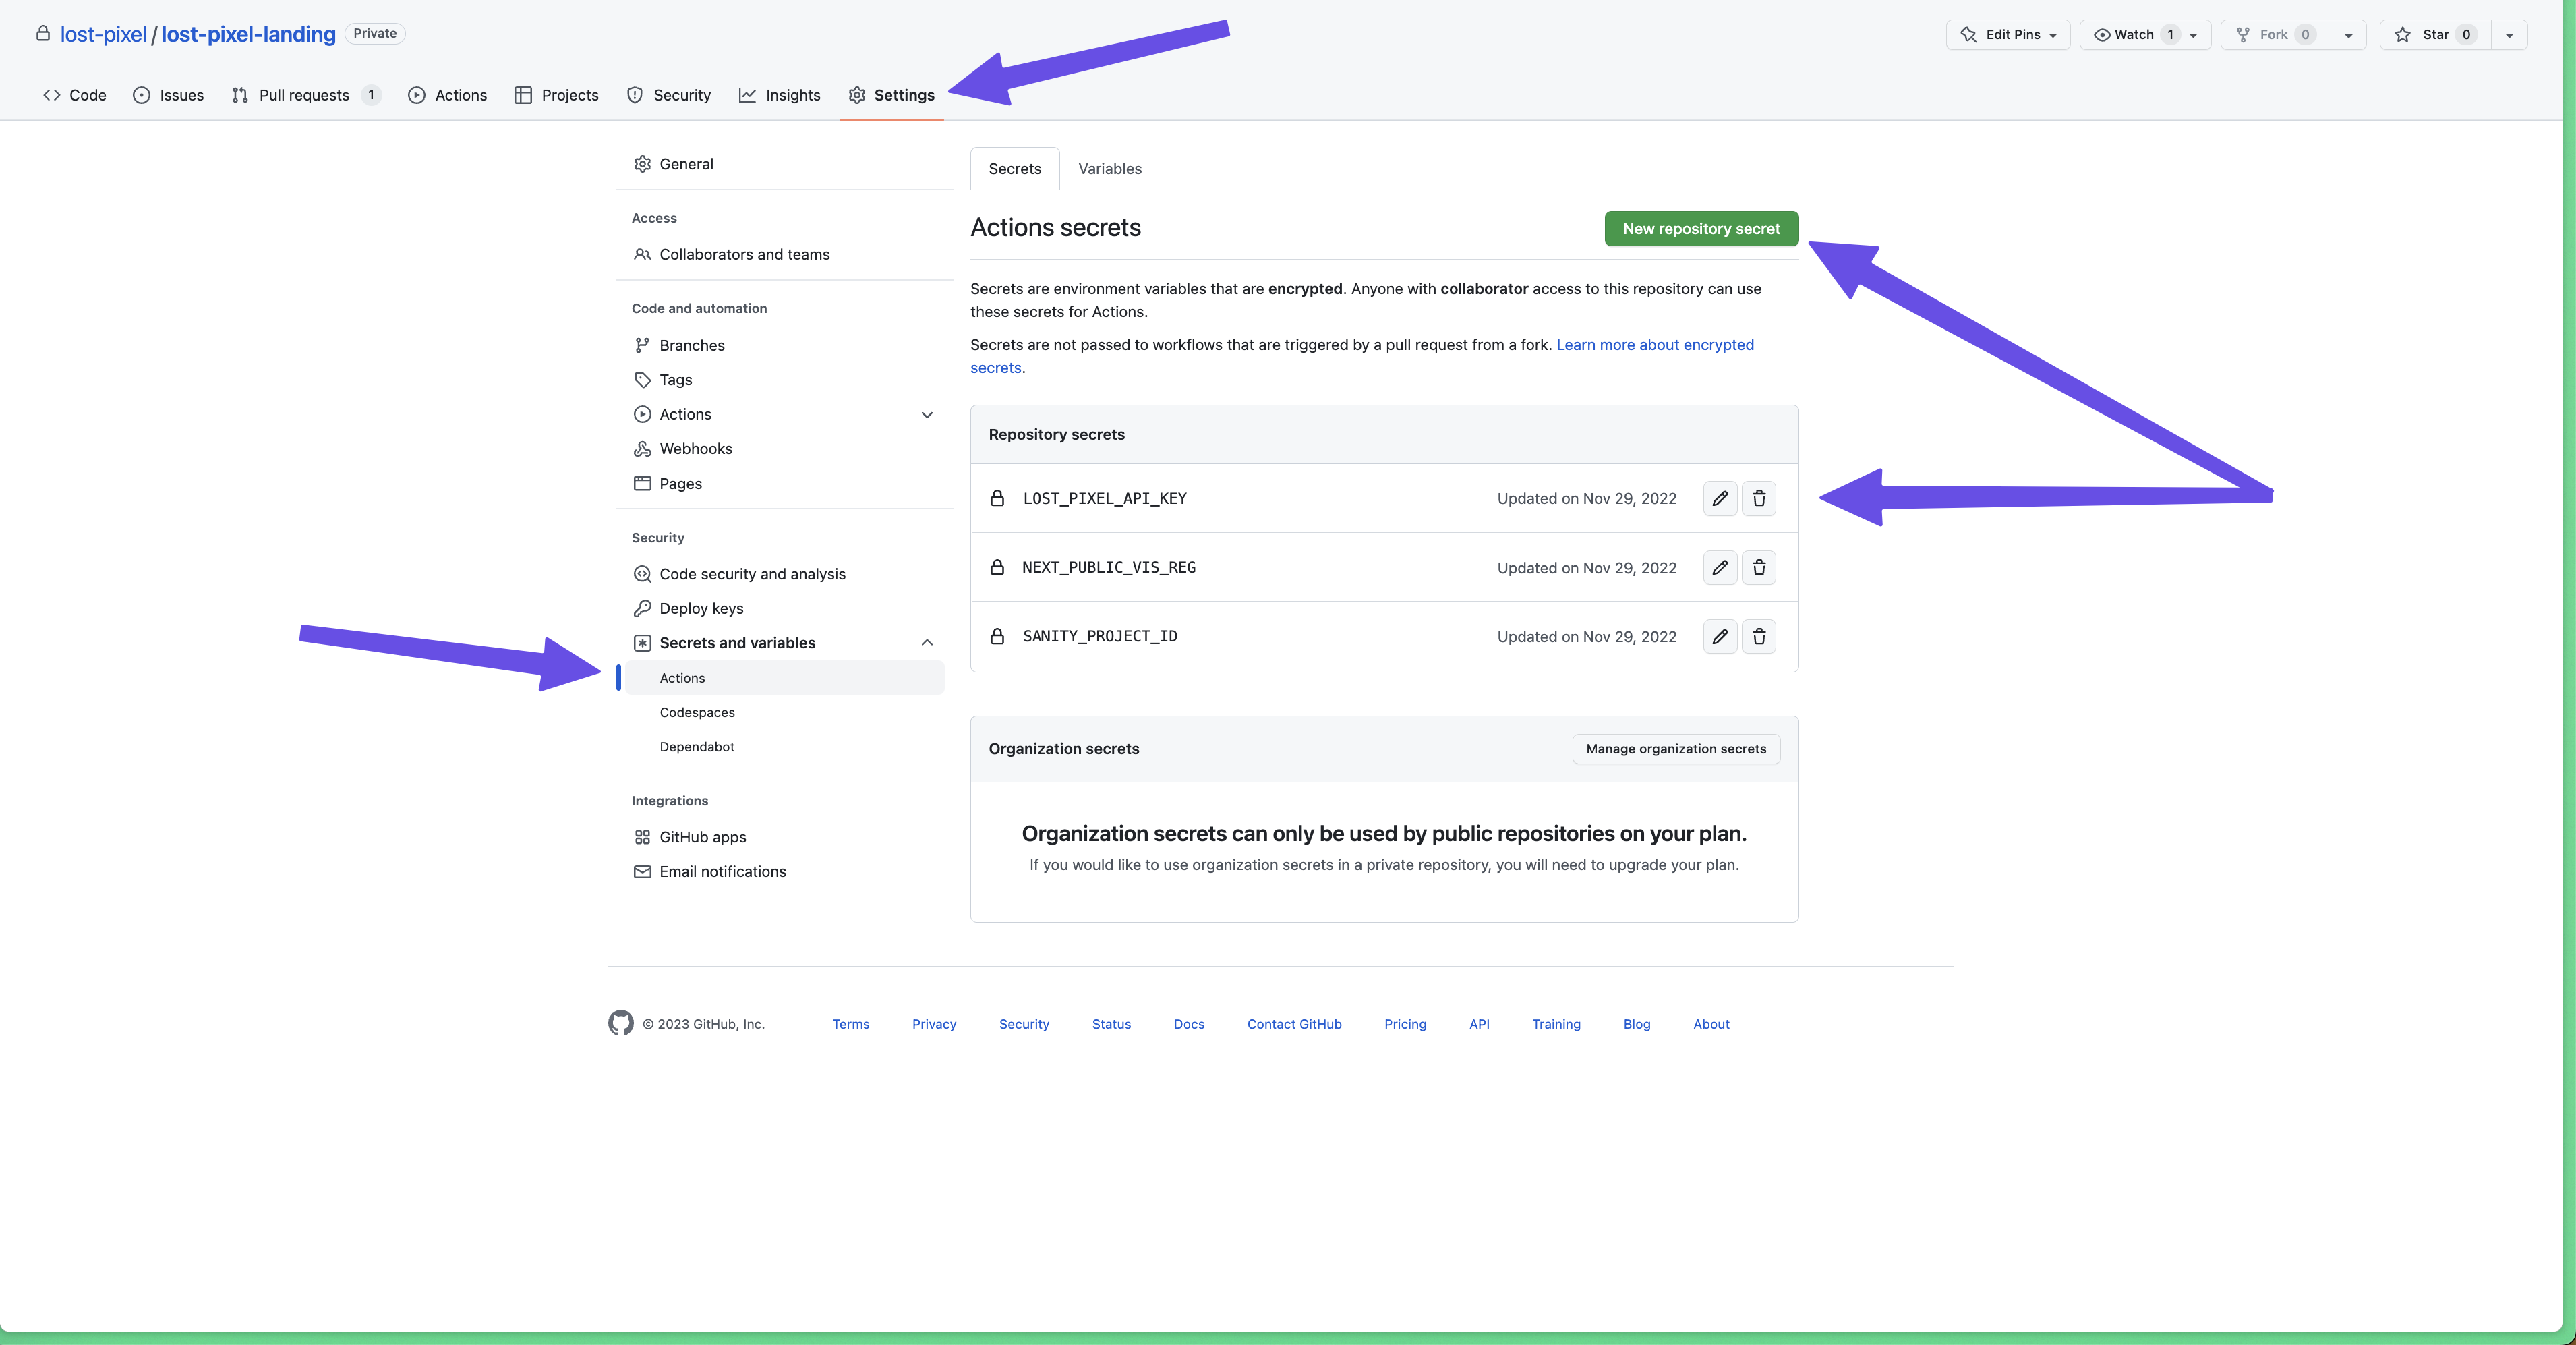 lost-pixel / lost-pixel-landing Private
Edit Pins Watch 1 Fork 0 Star 0
Code Issues Pull requests 1 Actions Projects Security Insights Settings
General
Access
Collaborators and teams
Code and automation
Branches
Tags
Actions
Webhooks
Pages
Security
Code security and analysis
Deploy keys
Secrets and variables
Actions
Codespaces
Dependabot
Integrations
GitHub apps
Email notifications
Secrets Variables
Actions secrets New repository secret
Secrets are environment variables that are encrypted. Anyone with collaborator access to this repository can use
these secrets for Actions.
Secrets are not passed to workflows that are triggered by a pull request from a fork. Learn more about encrypted
secrets.
Repository secrets
LOST_PIXEL_API_KEY Updated on Nov 29, 2022
NEXT_PUBLIC_VIS_REG Updated on Nov 29, 2022
SANITY_PROJECT_ID Updated on Nov 29, 2022
Organization secrets Manage organization secrets
Organization secrets can only be used by public repositories on your plan.
If you would like to use organization secrets in a private repository, you will need to upgrade your plan.
© 2023 GitHub, Inc. Terms Privacy Security Status Docs Contact GitHub Pricing API Training Blog About